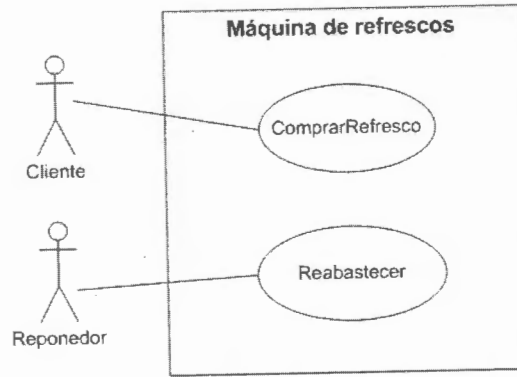 Máquina de refrescos
ComprarRefresco
Cliente
Reabastecer
Reponedor